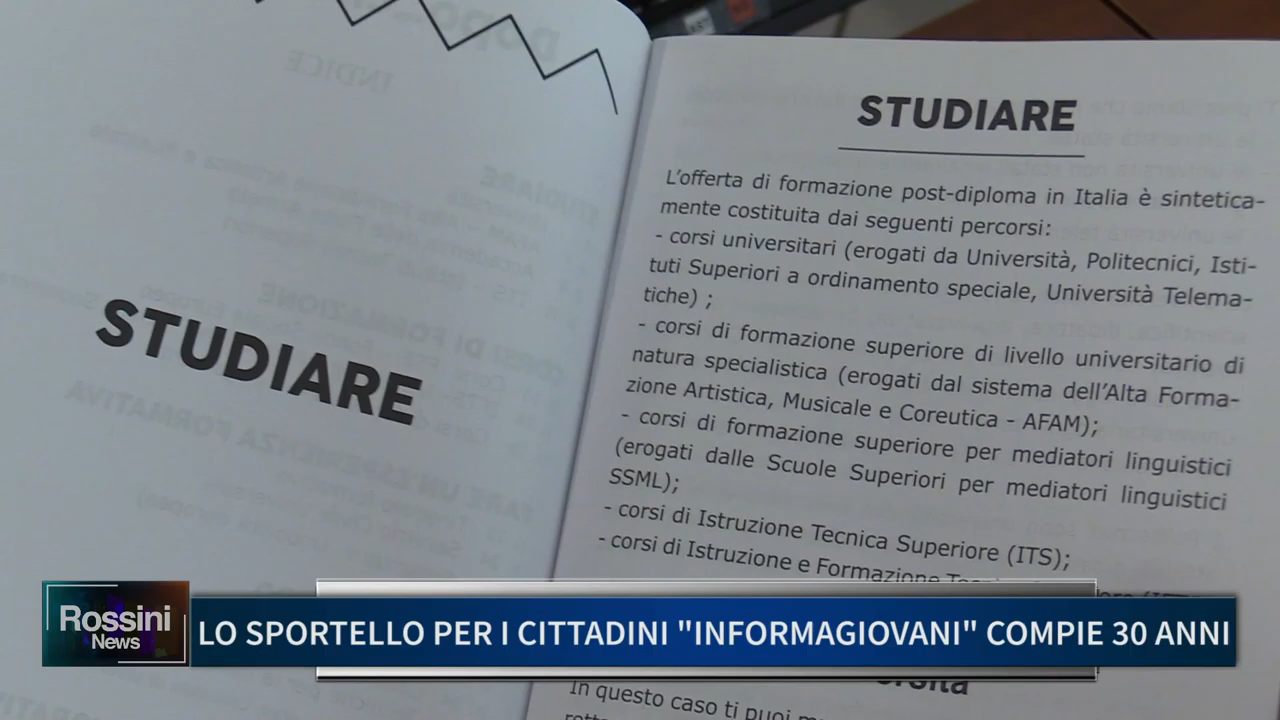 STUDIARE
STUDIARE
L'offerta di formazione post-diploma in Italia è sintetica-
mente costituita dai seguenti percorsi:
- corsi universitari (erogati da Università, Politecnici, Isti-
tuti Superiori a ordinamento speciale, Università Telema-
tiche) ;
- corsi di formazione superiore di livello universitario di
natura specialistica (erogati dal sistema dell'Alta Forma-
zione Artistica, Musicale e Coreutica - AFAM);
- corsi di formazione superiore per mediatori linguistici
(erogati dalle Scuole Superiori per mediatori linguistici
SSML);
- corsi di Istruzione Tecnica Superiore (ITS);
- corsi di Istruzione e Formazione
Rossini
News
LO SPORTELLO PER I CITTADINI "INFORMAGIOVANI" COMPIE 30 ANNI
In questo caso ti puoi